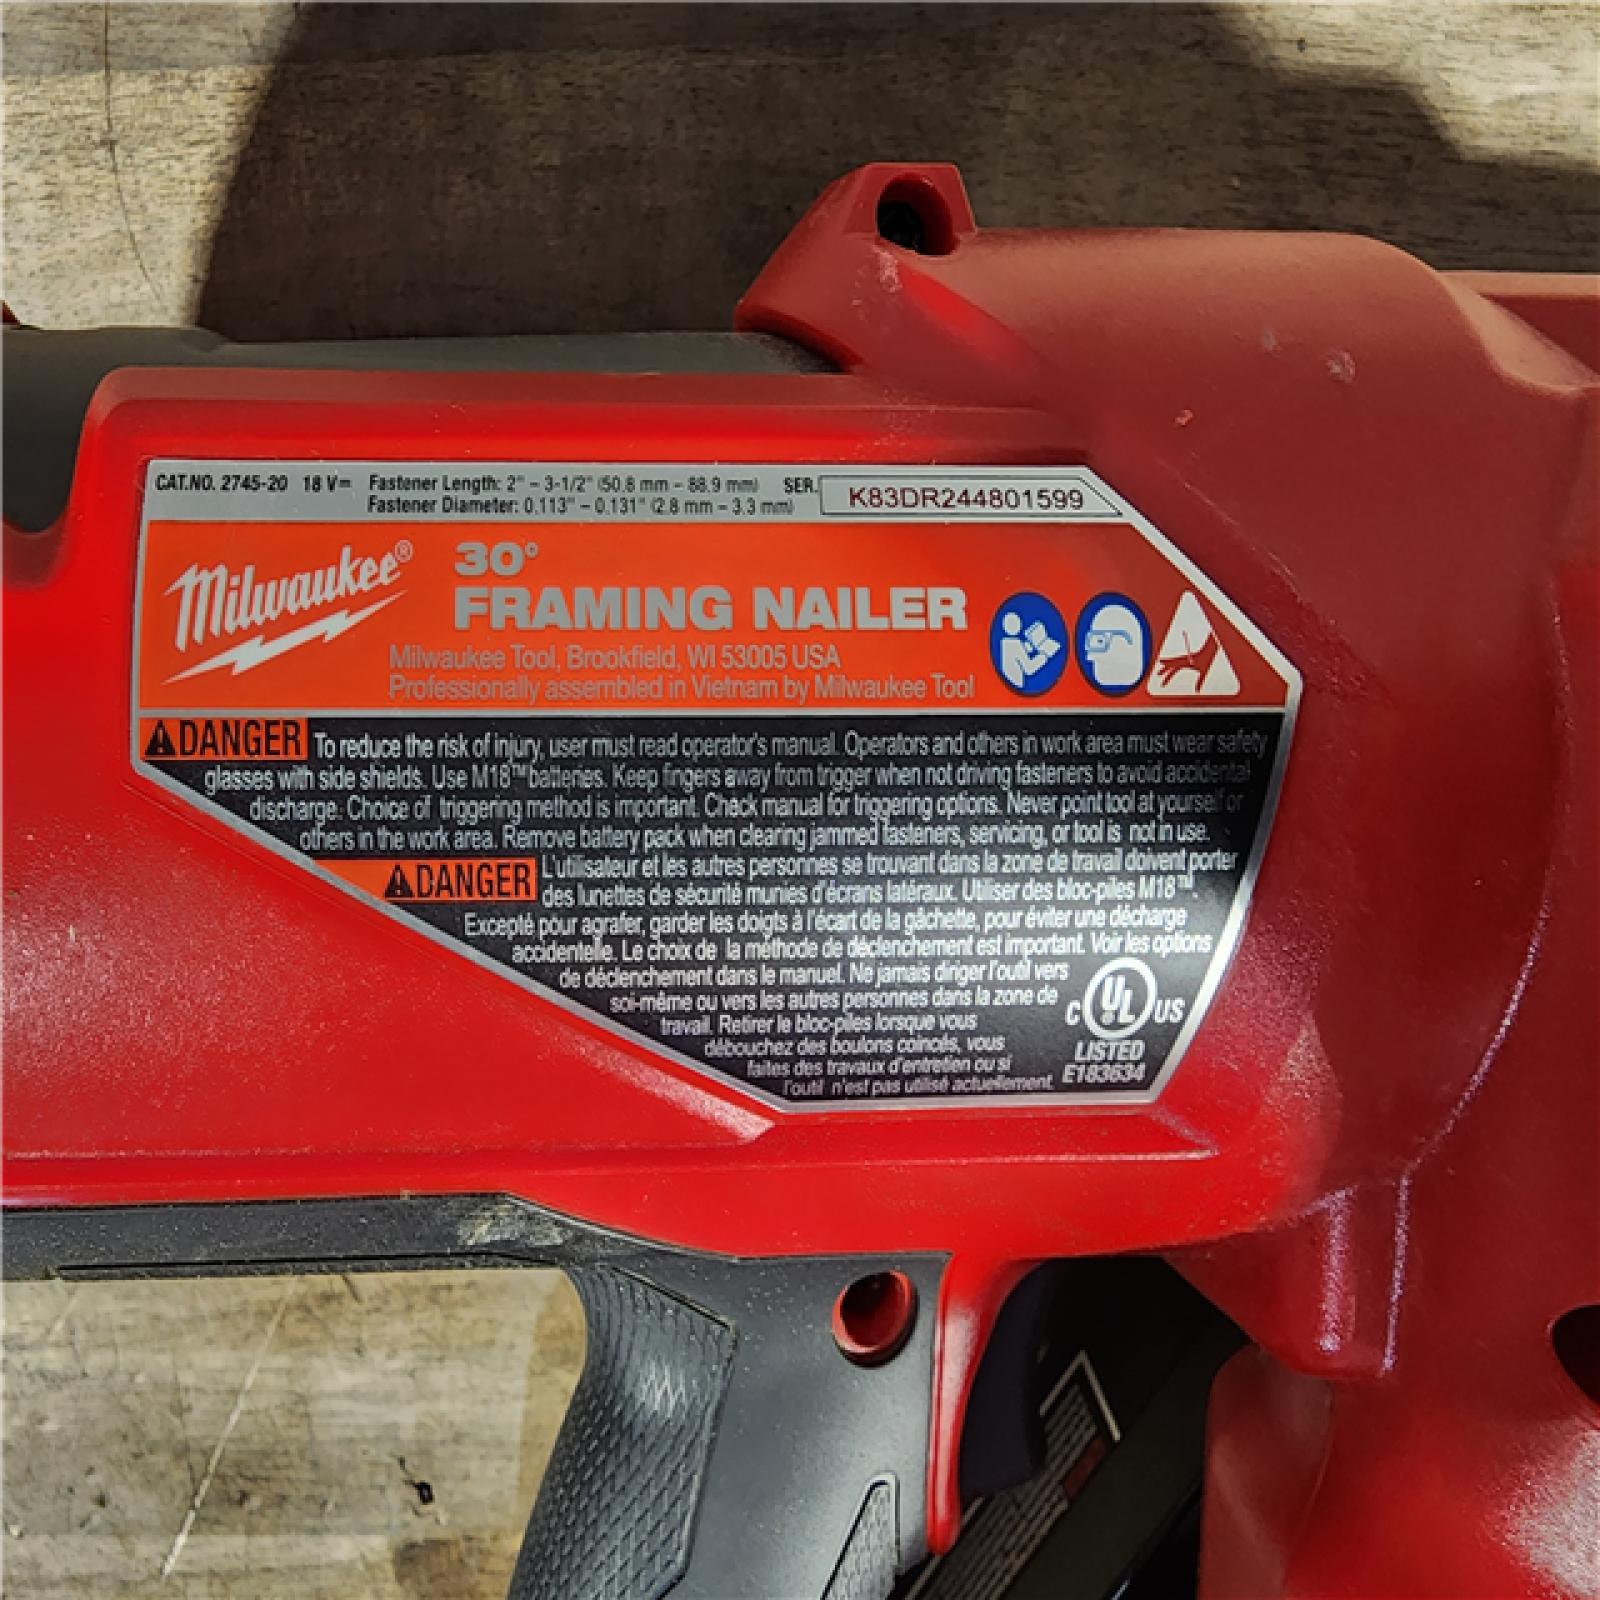 CAT.NO. 2745-20 18 V⎓ Fastener Length: 2" – 3-1/2" (50.8 mm – 88.9 mm) SER. K83DR244801599
Fastener Diameter: 0.113" – 0.131" (2.8 mm – 3.3 mm)
Milwaukee®
30°
FRAMING NAILER
Milwaukee Tool, Brookfield, WI 53005 USA
Professionally assembled in Vietnam by Milwaukee Tool
DANGER To reduce the risk of injury, user must read operator's manual. Operators and others in work area must wear safety
glasses with side shields. Use M18™ batteries. Keep fingers away from trigger when not driving fasteners to avoid accidental
discharge. Choice of triggering method is important. Check manual for triggering options. Never point tool at yourself or
others in the work area. Remove battery pack when clearing jammed fasteners, servicing, or tool is not in use.
DANGER L'utilisateur et les autres personnes se trouvant dans la zone de travail doivent porter
des lunettes de sécurité munies d'écrans latéraux. Utiliser des bloc-piles M18™.
Excepté pour agrafer, garder les doigts à l'écart de la gâchette, pour éviter une décharge
accidentelle. Le choix de la méthode de déclenchement est important. Voir les options
de déclenchement dans le manuel. Ne jamais diriger l'outil vers
soi-même ou vers les autres personnes dans la zone de
travail. Retirer le bloc-piles lorsque vous
débouchez des boulons coincés, vous
faites des travaux d'entretien ou si
l'outil n'est pas utilisé actuellement.
C UL US
LISTED
E183634